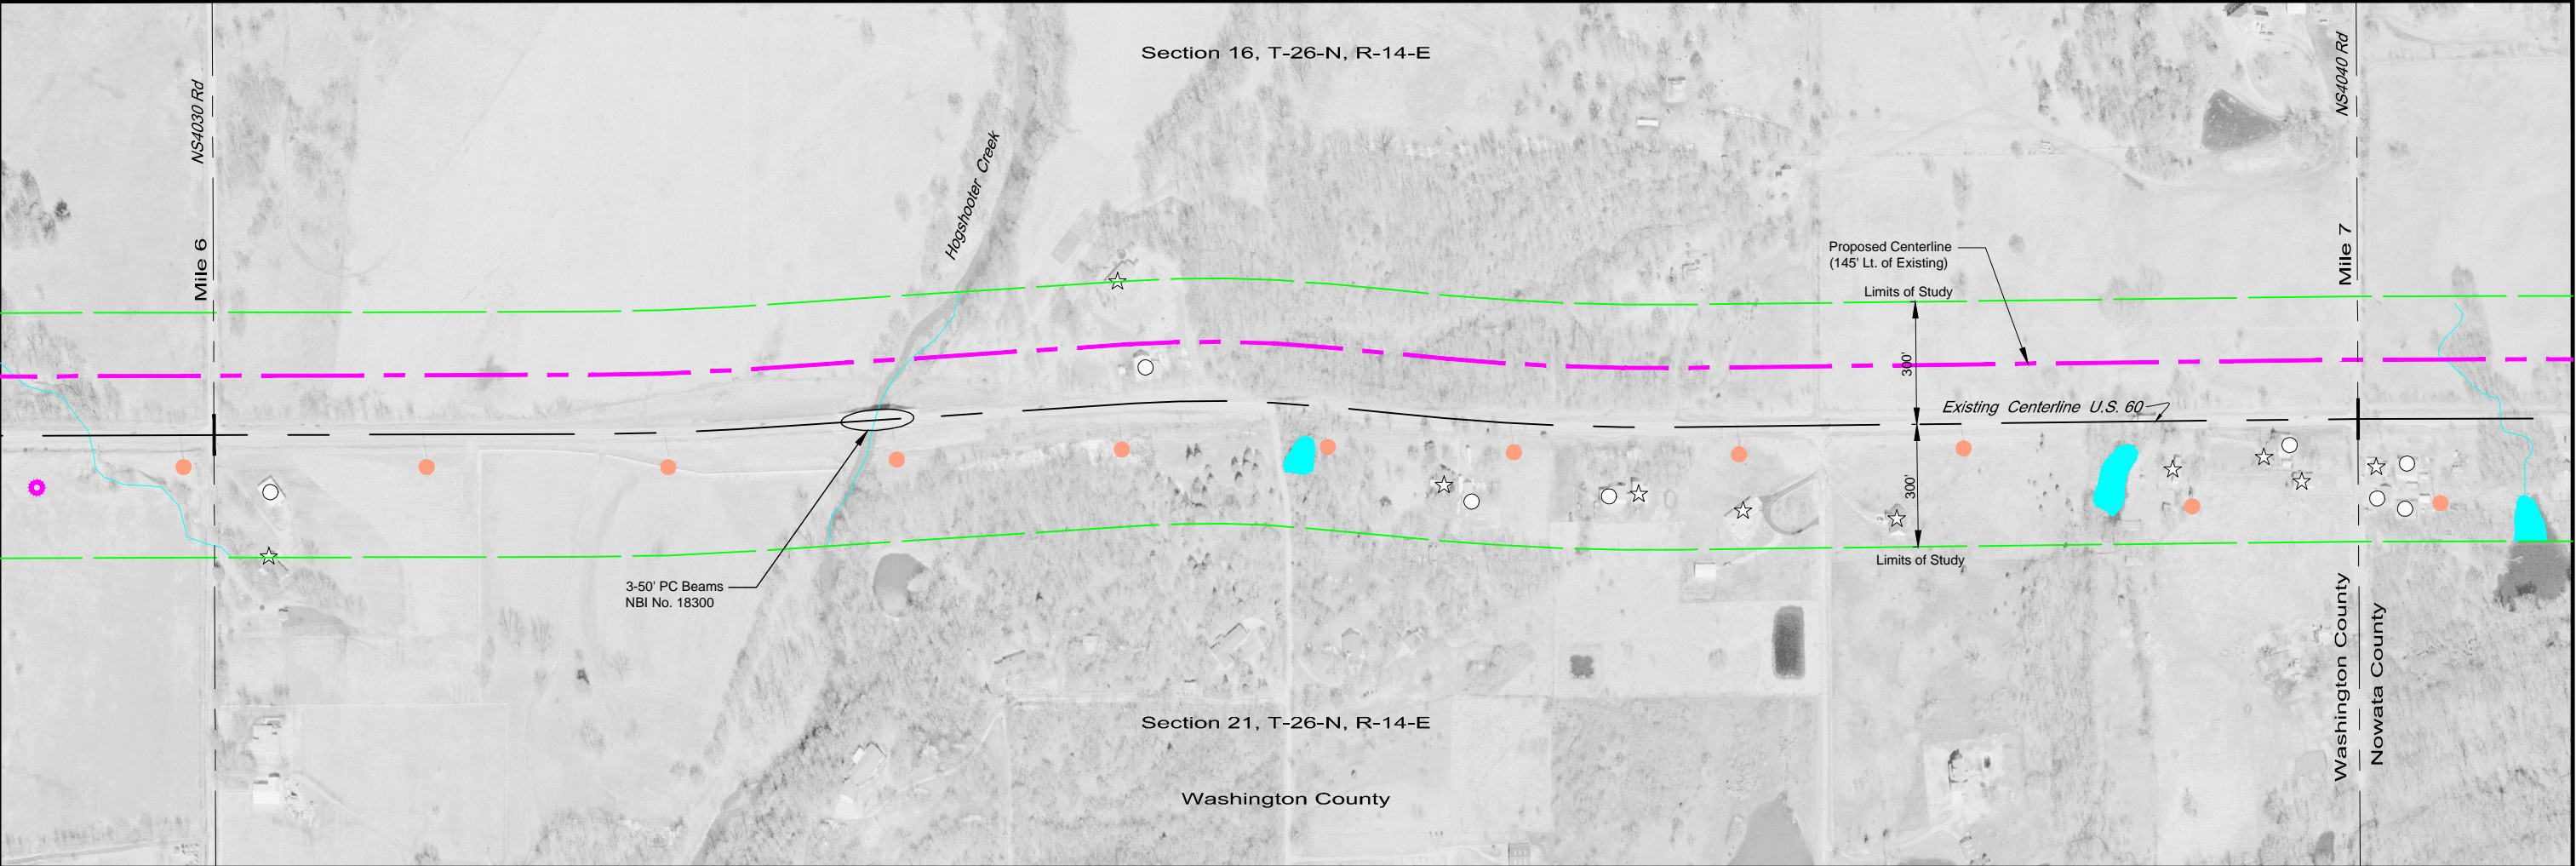 Section 16, T-26-N, R-14-E
NS4030 Rd
NS4040 Rd
Hogshooter Creek
Mile 6
Mile 7
Proposed Centerline
(145' Lt. of Existing)
Limits of Study
300'
Existing Centerline U.S. 60
300'
Limits of Study
3-50' PC Beams
NBI No. 18300
Section 21, T-26-N, R-14-E
Washington County
Washington County
Nowata County